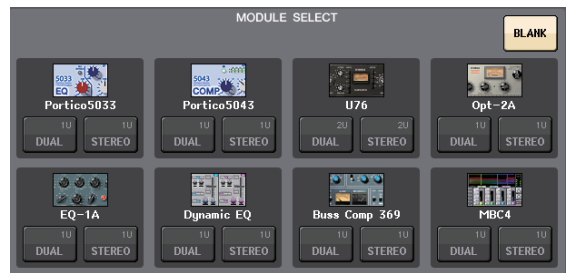 MODULE SELECT
BLANK
5033
EQ
5043
COMP
Portico5033
Portico5043
U76
Opt-2A
1U
DUAL
1U
STEREO
1U
DUAL
1U
STEREO
2U
DUAL
2U
STEREO
1U
DUAL
1U
STEREO
EQ-1A
Dynamic EQ
Buss Comp 369
MBC4
1U
DUAL
1U
STEREO
1U
DUAL
1U
STEREO
1U
DUAL
1U
STEREO
1U
DUAL
1U
STEREO